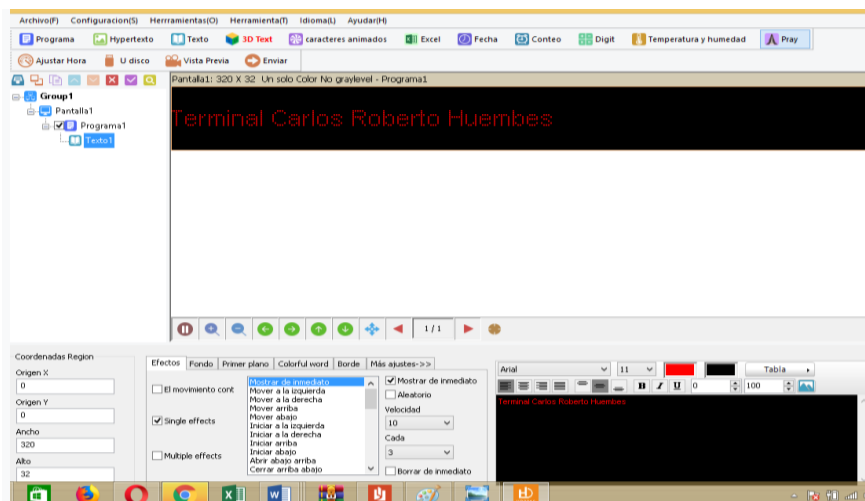 Archivo(F) Configuracion(S) Herrramientas(O) Herramienta(T) Idioma(L) Ayudar(H)
Programa Hypertexto Texto 3D Text caracteres animados Excel Fecha Conteo Digit Temperatura y humedad Pray
Ajustar Hora U disco Vista Previa Enviar
Pantalla1: 320 X 32 Un solo Color No graylevel - Programa1
Group1
Pantalla1
Programa1
Texto1
Terminal Carlos Roberto Huembes
1/1
Coordenadas Region
Origen X
0
Origen Y
0
Ancho
320
Alto
32
Efectos Fondo Primer plano Colorful word Borde Más ajustes->>
El movimiento cont
Single effects
Multiple effects
Mostrar de inmediato
Mover a la izquierda
Mover a la derecha
Mover arriba
Mover abajo
Iniciar a la izquierda
Iniciar a la derecha
Iniciar arriba
Iniciar abajo
Abrir abajo arriba
Cerrar arriba abajo
Mostrar de inmediato
Aleatorio
Velocidad
10
Cada
3
Borrar de inmediato
Arial 11 Tabla
B I U 0 100
Terminal Carlos Roberto Huembes